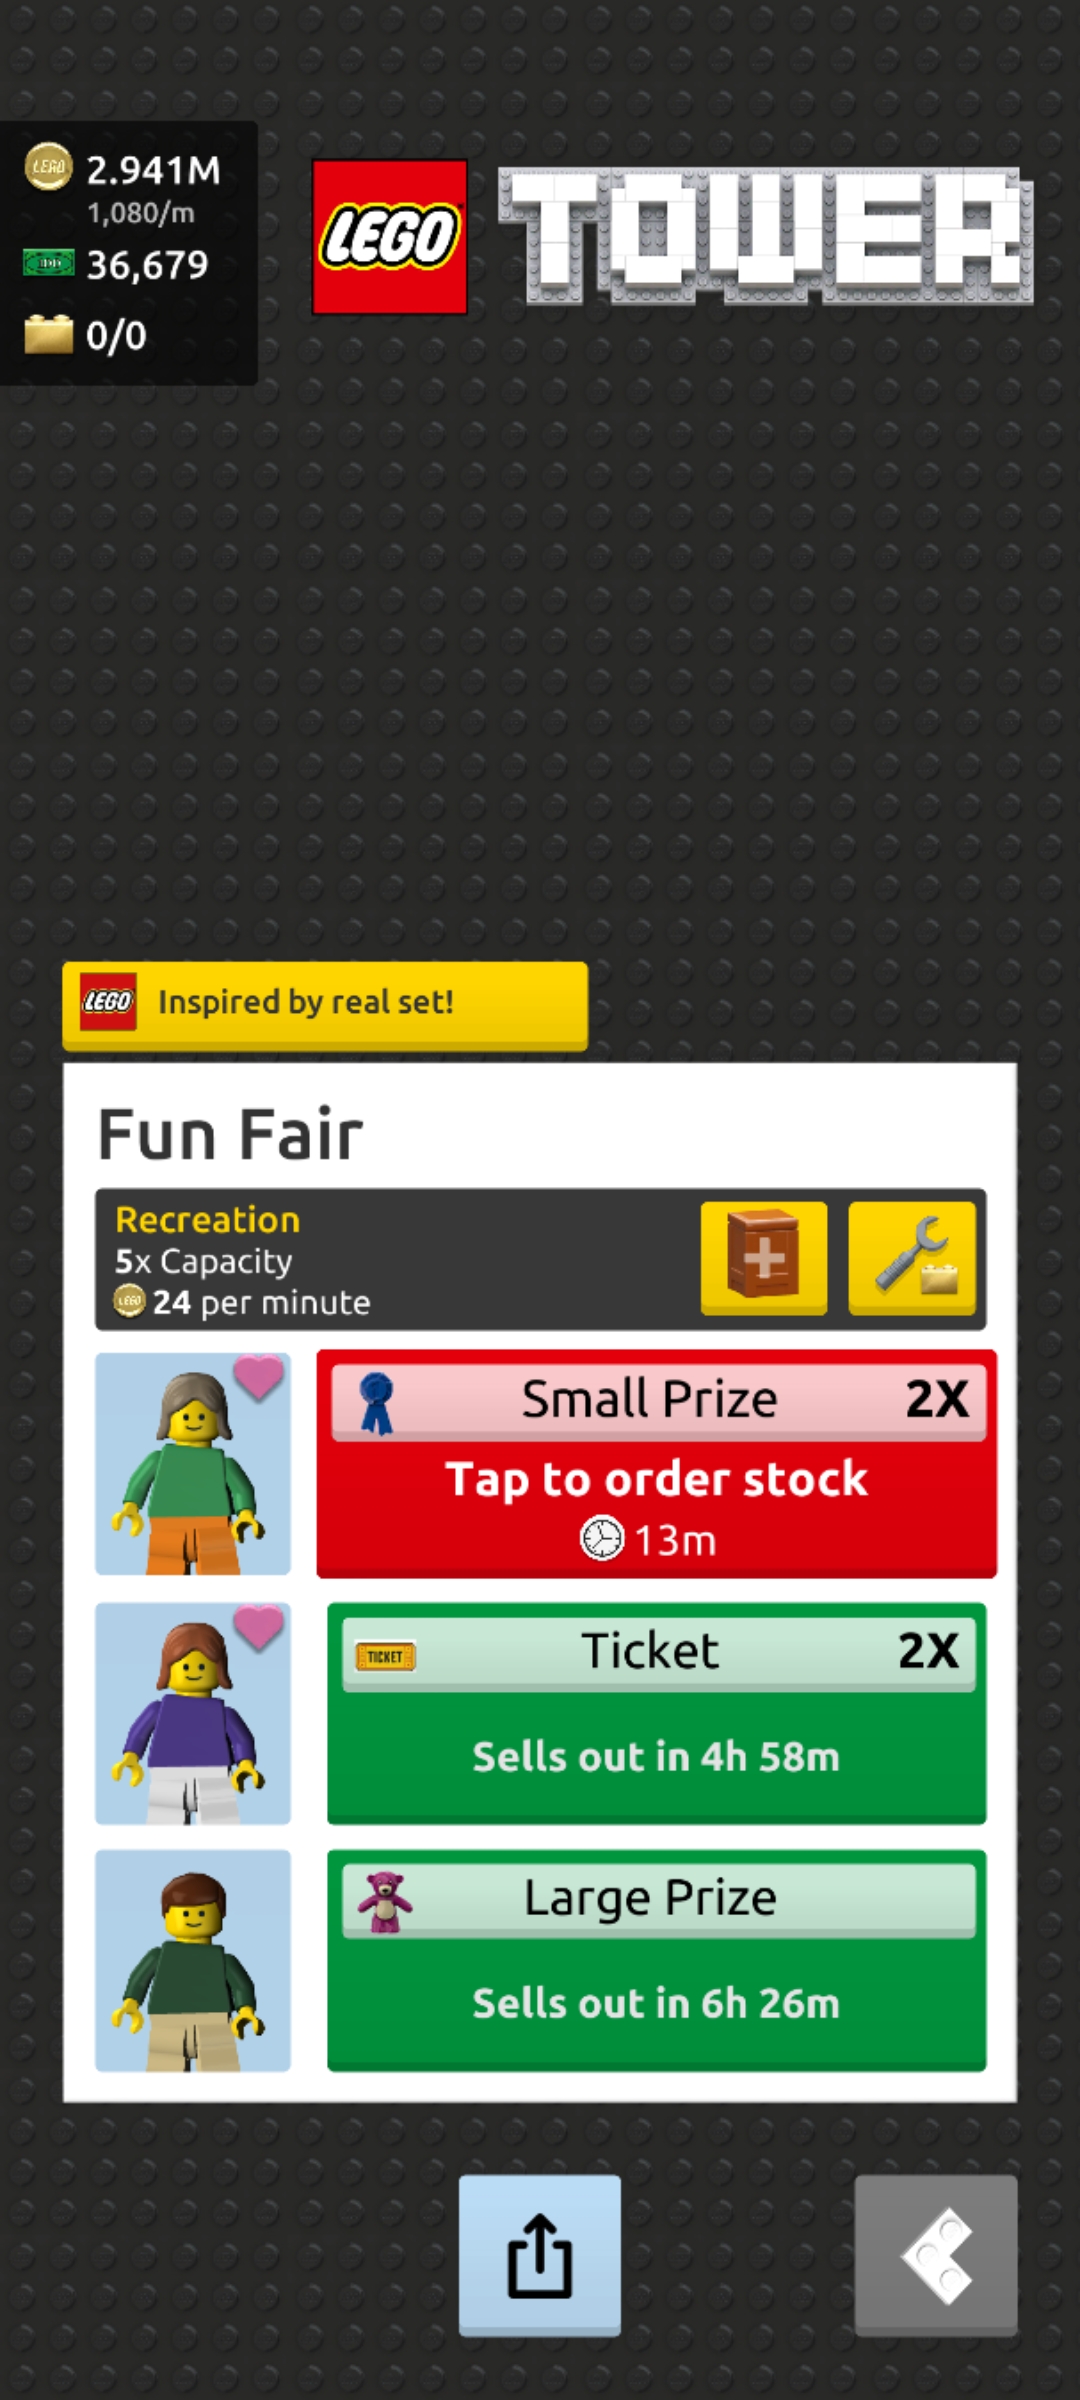 LEGO
2.941M
1,080/m
36,679
0/0
LEGO TOWER
LEGO Inspired by real set!
Fun Fair
Recreation
5x Capacity
LEGO 24 per minute
Small Prize 2X
Tap to order stock
13m
TICKET Ticket 2X
Sells out in 4h 58m
Large Prize
Sells out in 6h 26m